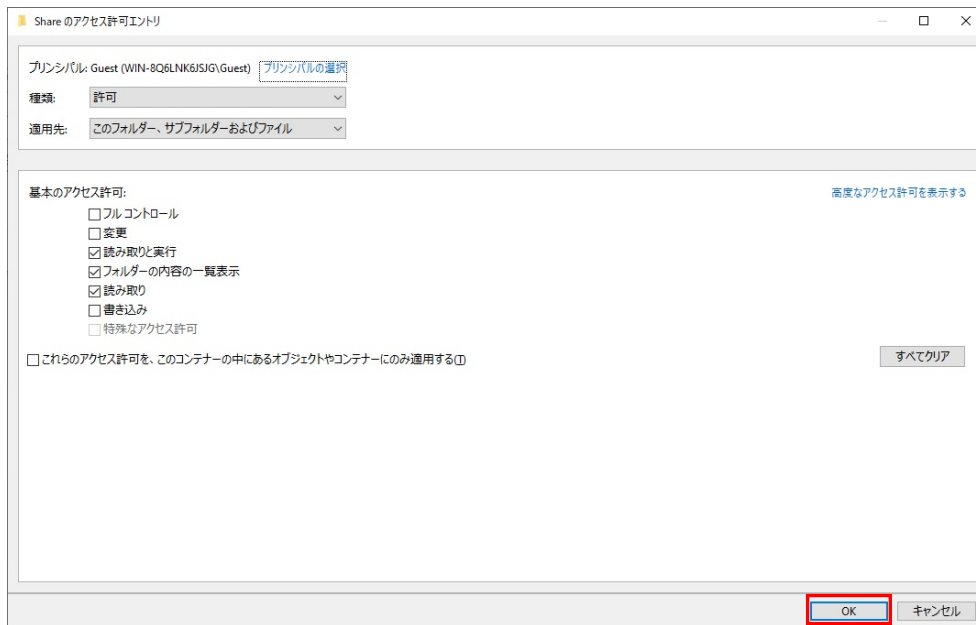 Share のアクセス許可エントリ
プリンシパル: Guest (WIN-8Q6LNK6JSJG\Guest) プリンシパルの選択
種類: 許可
適用先: このフォルダー、サブフォルダーおよびファイル
基本のアクセス許可: 高度なアクセス許可を表示する
フル コントロール
変更
読み取りと実行
フォルダーの内容の一覧表示
読み取り
書き込み
特殊なアクセス許可
これらのアクセス許可を、このコンテナーの中にあるオブジェクトやコンテナーにのみ適用する(T) すべてクリア
OK キャンセル